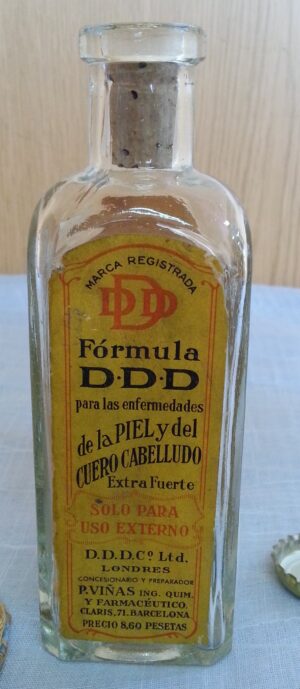 MARCA REGISTRADA
DDD
Fórmula
D·D·D
para las enfermedades
de la PIEL y del
CUERO CABELLUDO
Extra Fuerte
SOLO PARA
USO EXTERNO
D.D.D. Cº Ltd.
LONDRES
CONCESIONARIO Y PREPARADOR
P. VIÑAS ING. QUIM.
Y FARMACÉUTICO.
CLARIS, 71. BARCELONA
PRECIO 8,60 PESETAS